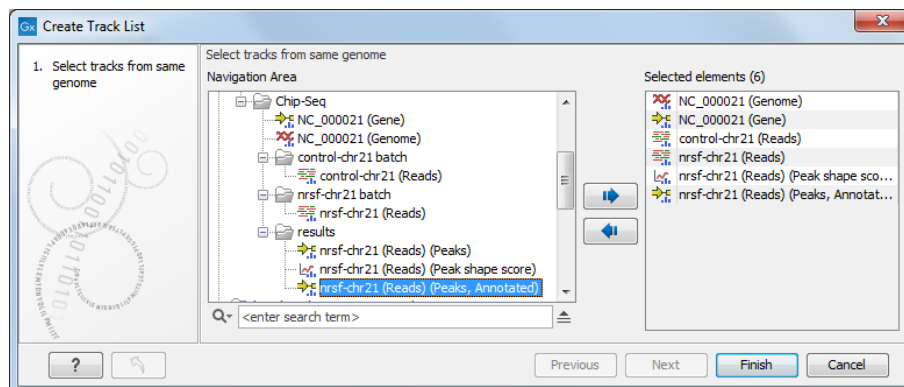 Gx Create Track List
1. Select tracks from same
genome
Select tracks from same genome
Navigation Area
Chip-Seq
NC_000021 (Gene)
NC_000021 (Genome)
control-chr21 batch
control-chr21 (Reads)
nrsf-chr21 batch
nrsf-chr21 (Reads)
results
nrsf-chr21 (Reads) (Peaks)
nrsf-chr21 (Reads) (Peak shape score)
nrsf-chr21 (Reads) (Peaks, Annotated)
<enter search term>
Selected elements (6)
NC_000021 (Genome)
NC_000021 (Gene)
control-chr21 (Reads)
nrsf-chr21 (Reads)
nrsf-chr21 (Reads) (Peak shape sco...
nrsf-chr21 (Reads) (Peaks, Annotat...
?
Previous
Next
Finish
Cancel